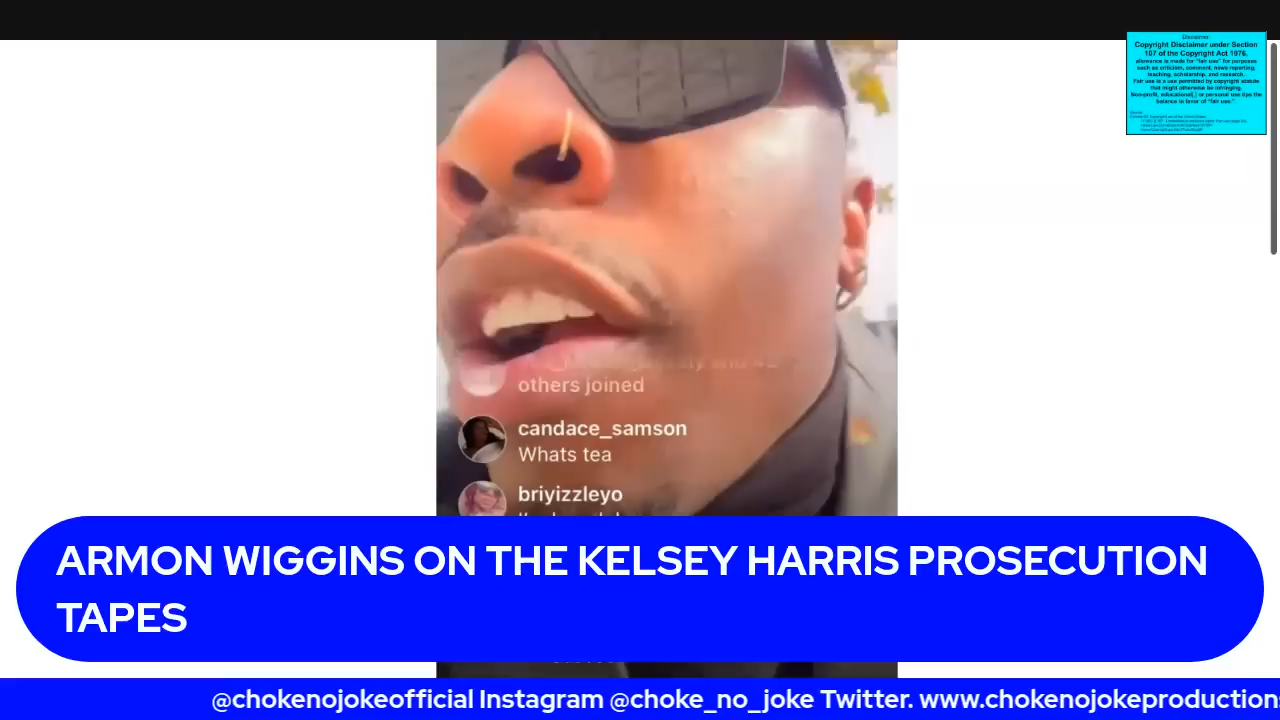 Disclaimer:
Copyright Disclaimer under Section
107 of the Copyright Act 1976,
allowance is made for "fair use" for purposes
such as criticism, comment, news reporting,
teaching, scholarship, and research.
Fair use is a use permitted by copyright statute
that might otherwise be infringing.
Non-profit, educational[,] or personal use tips the
balance in favor of "fair use."
others joined
candace_samson
Whats tea
briyizzleyo
ARMON WIGGINS ON THE KELSEY HARRIS PROSECUTION
TAPES
@chokenojokeofficial Instagram @choke_no_joke Twitter. www.chokenojokeproduction